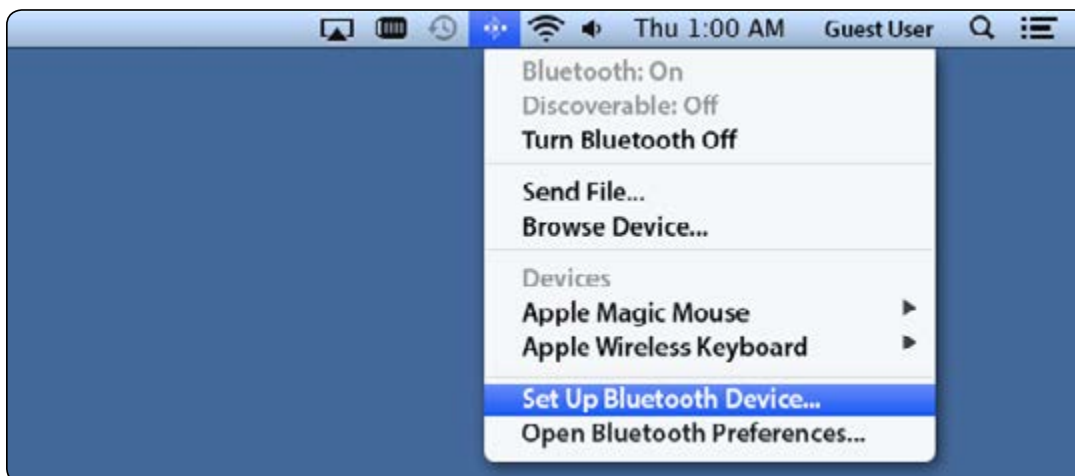 Thu 1:00 AM Guest User
Bluetooth: On
Discoverable: Off
Turn Bluetooth Off
Send File...
Browse Device...
Devices
Apple Magic Mouse
Apple Wireless Keyboard
Set Up Bluetooth Device...
Open Bluetooth Preferences...